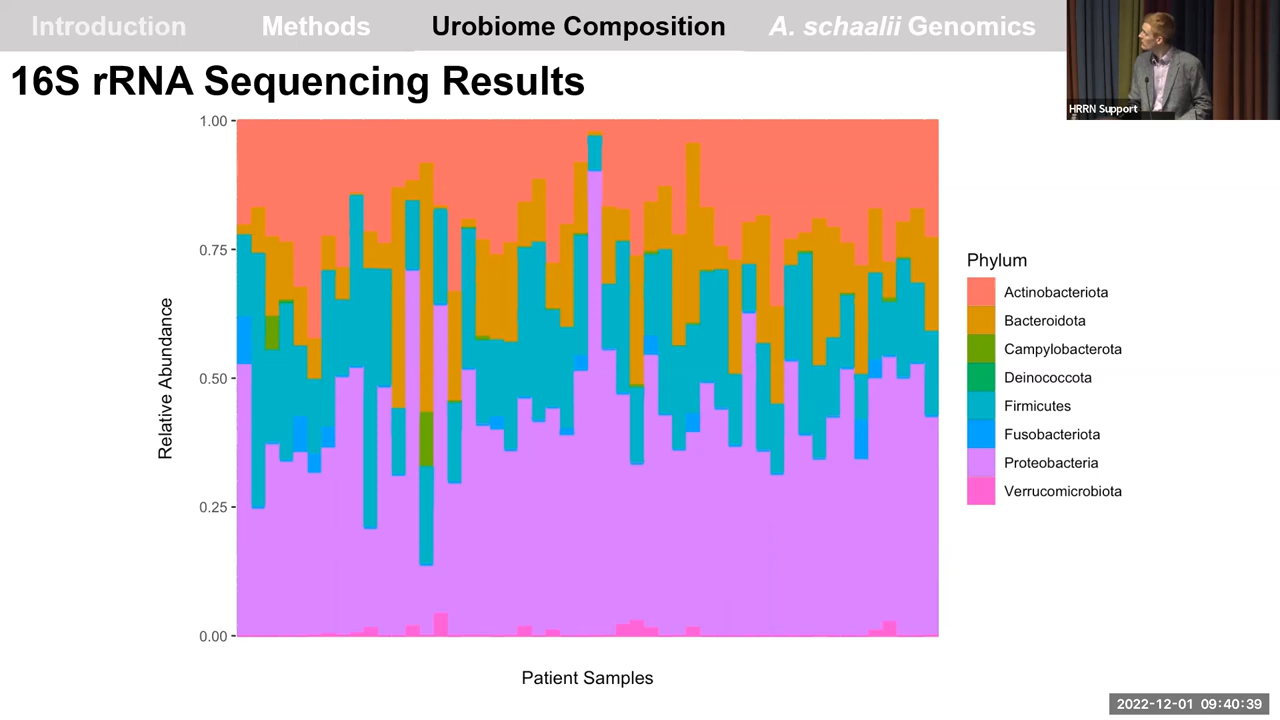 Introduction
Methods
Urobiome Composition
A. schaalii Genomics
HRRN Support
16S rRNA Sequencing Results
1.00
0.75
0.50
0.25
0.00
Relative Abundance
Patient Samples
Phylum
Actinobacteriota
Bacteroidota
Campylobacterota
Deinococcota
Firmicutes
Fusobacteriota
Proteobacteria
Verrucomicrobiota
2022-12-01 09:40:39